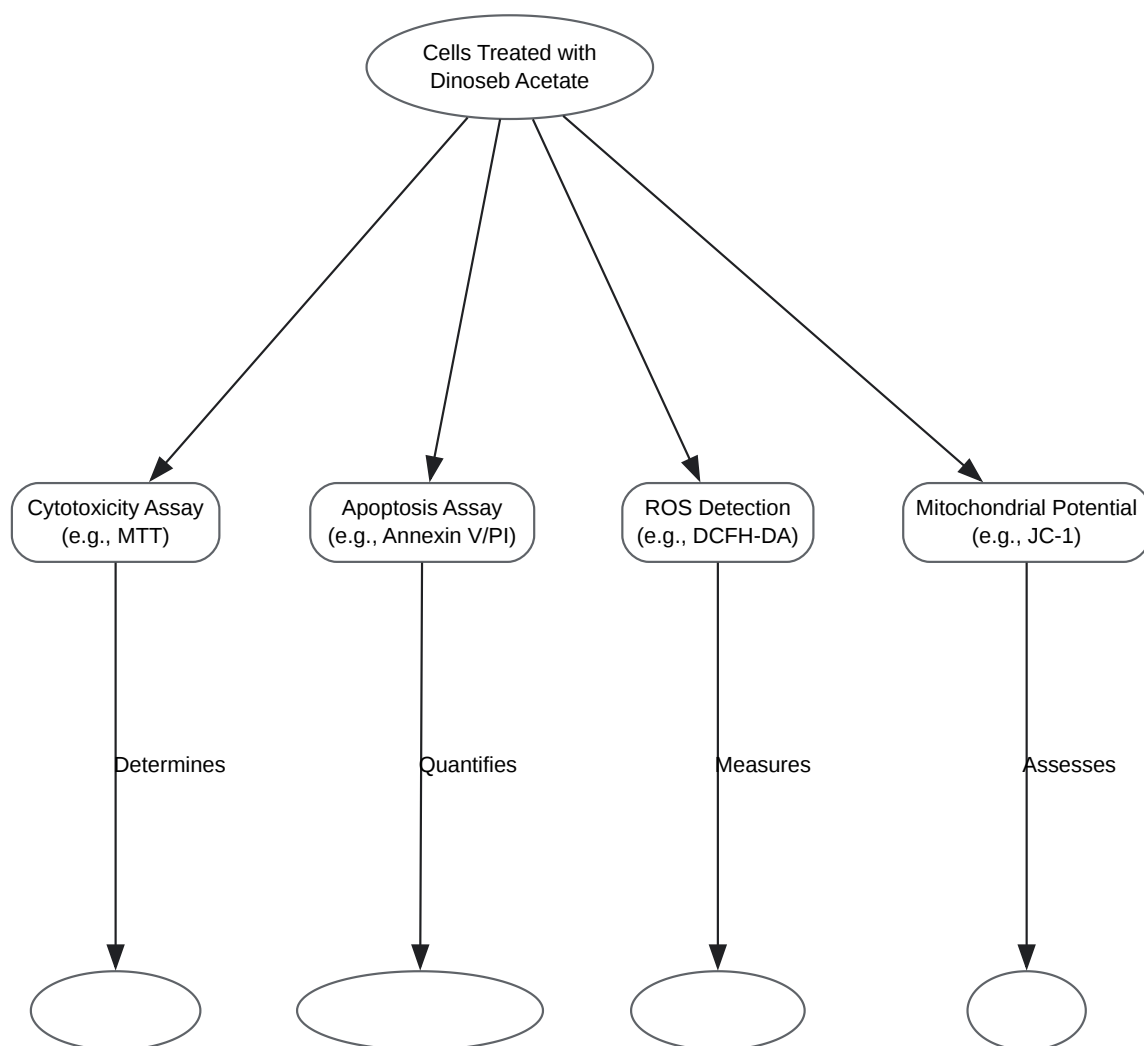 Cells Treated with
Dinoseb Acetate
Cytotoxicity Assay
(e.g., MTT)
Apoptosis Assay
(e.g., Annexin V/PI)
ROS Detection
(e.g., DCFH-DA)
Mitochondrial Potential
(e.g., JC-1)
Determines
Quantifies
Measures
Assesses